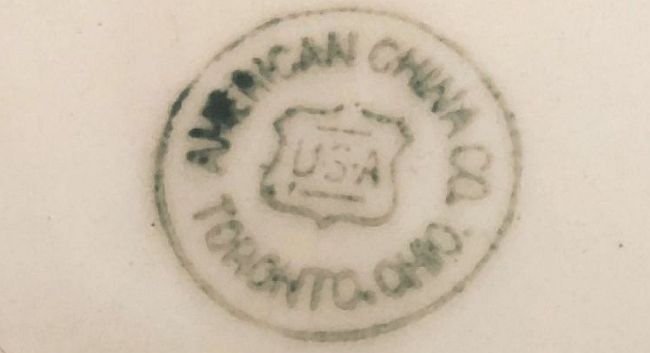 AMERICAN CHINA CO.
USA
TORONTO, OHIO.